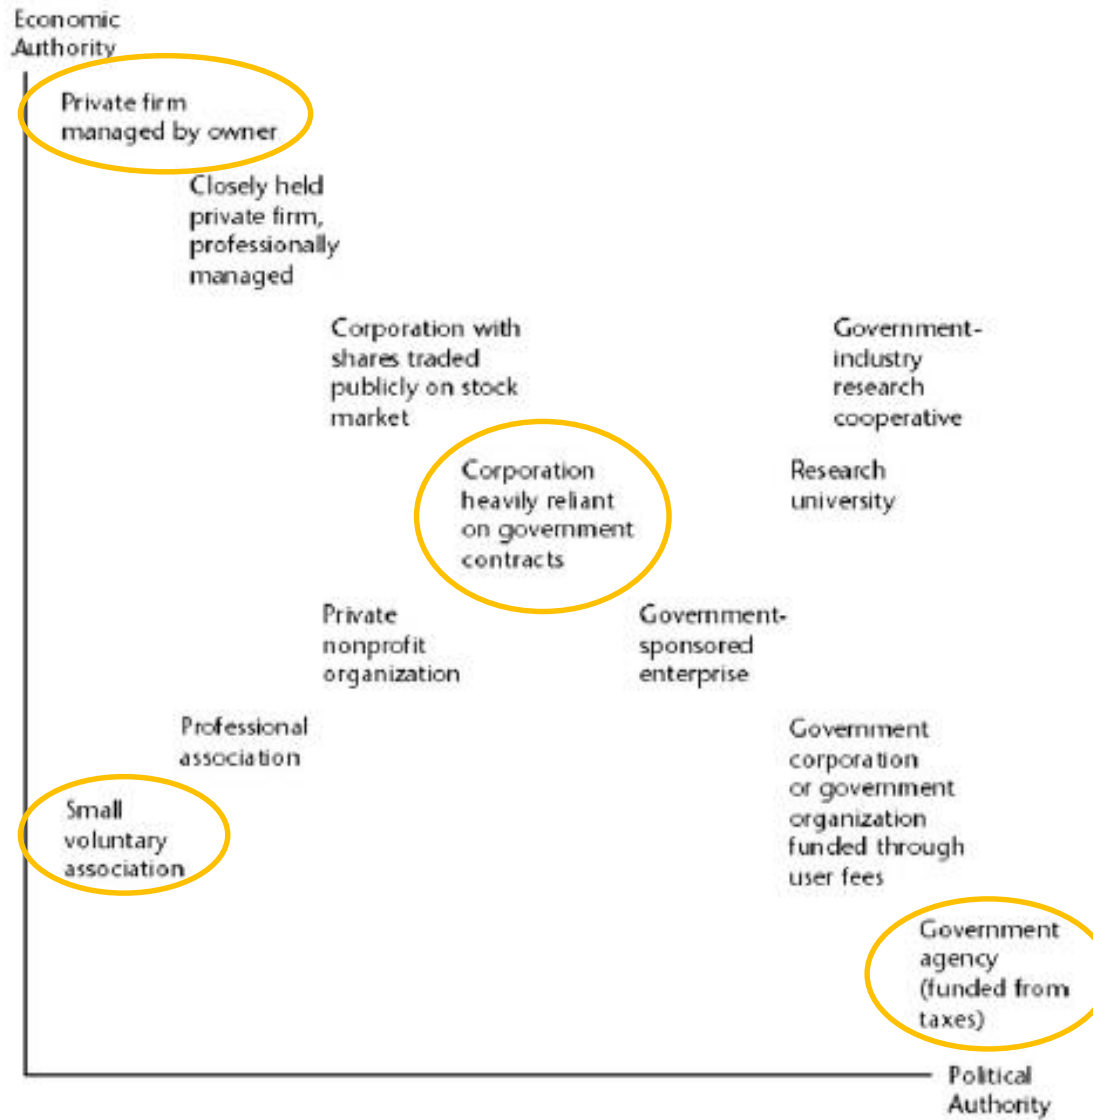 Economic
Authority
Private firm
managed by owner
Closely held
private firm,
professionally
managed
Corporation with
shares traded
publicly on stock
market
Government-
industry
research
cooperative
Corporation
heavily reliant
on government
contracts
Research
university
Private
nonprofit
organization
Government-
sponsored
enterprise
Professional
association
Government
corporation
or government
organization
funded through
user fees
Small
voluntary
association
Government
agency
(funded from
taxes)
Political
Authority